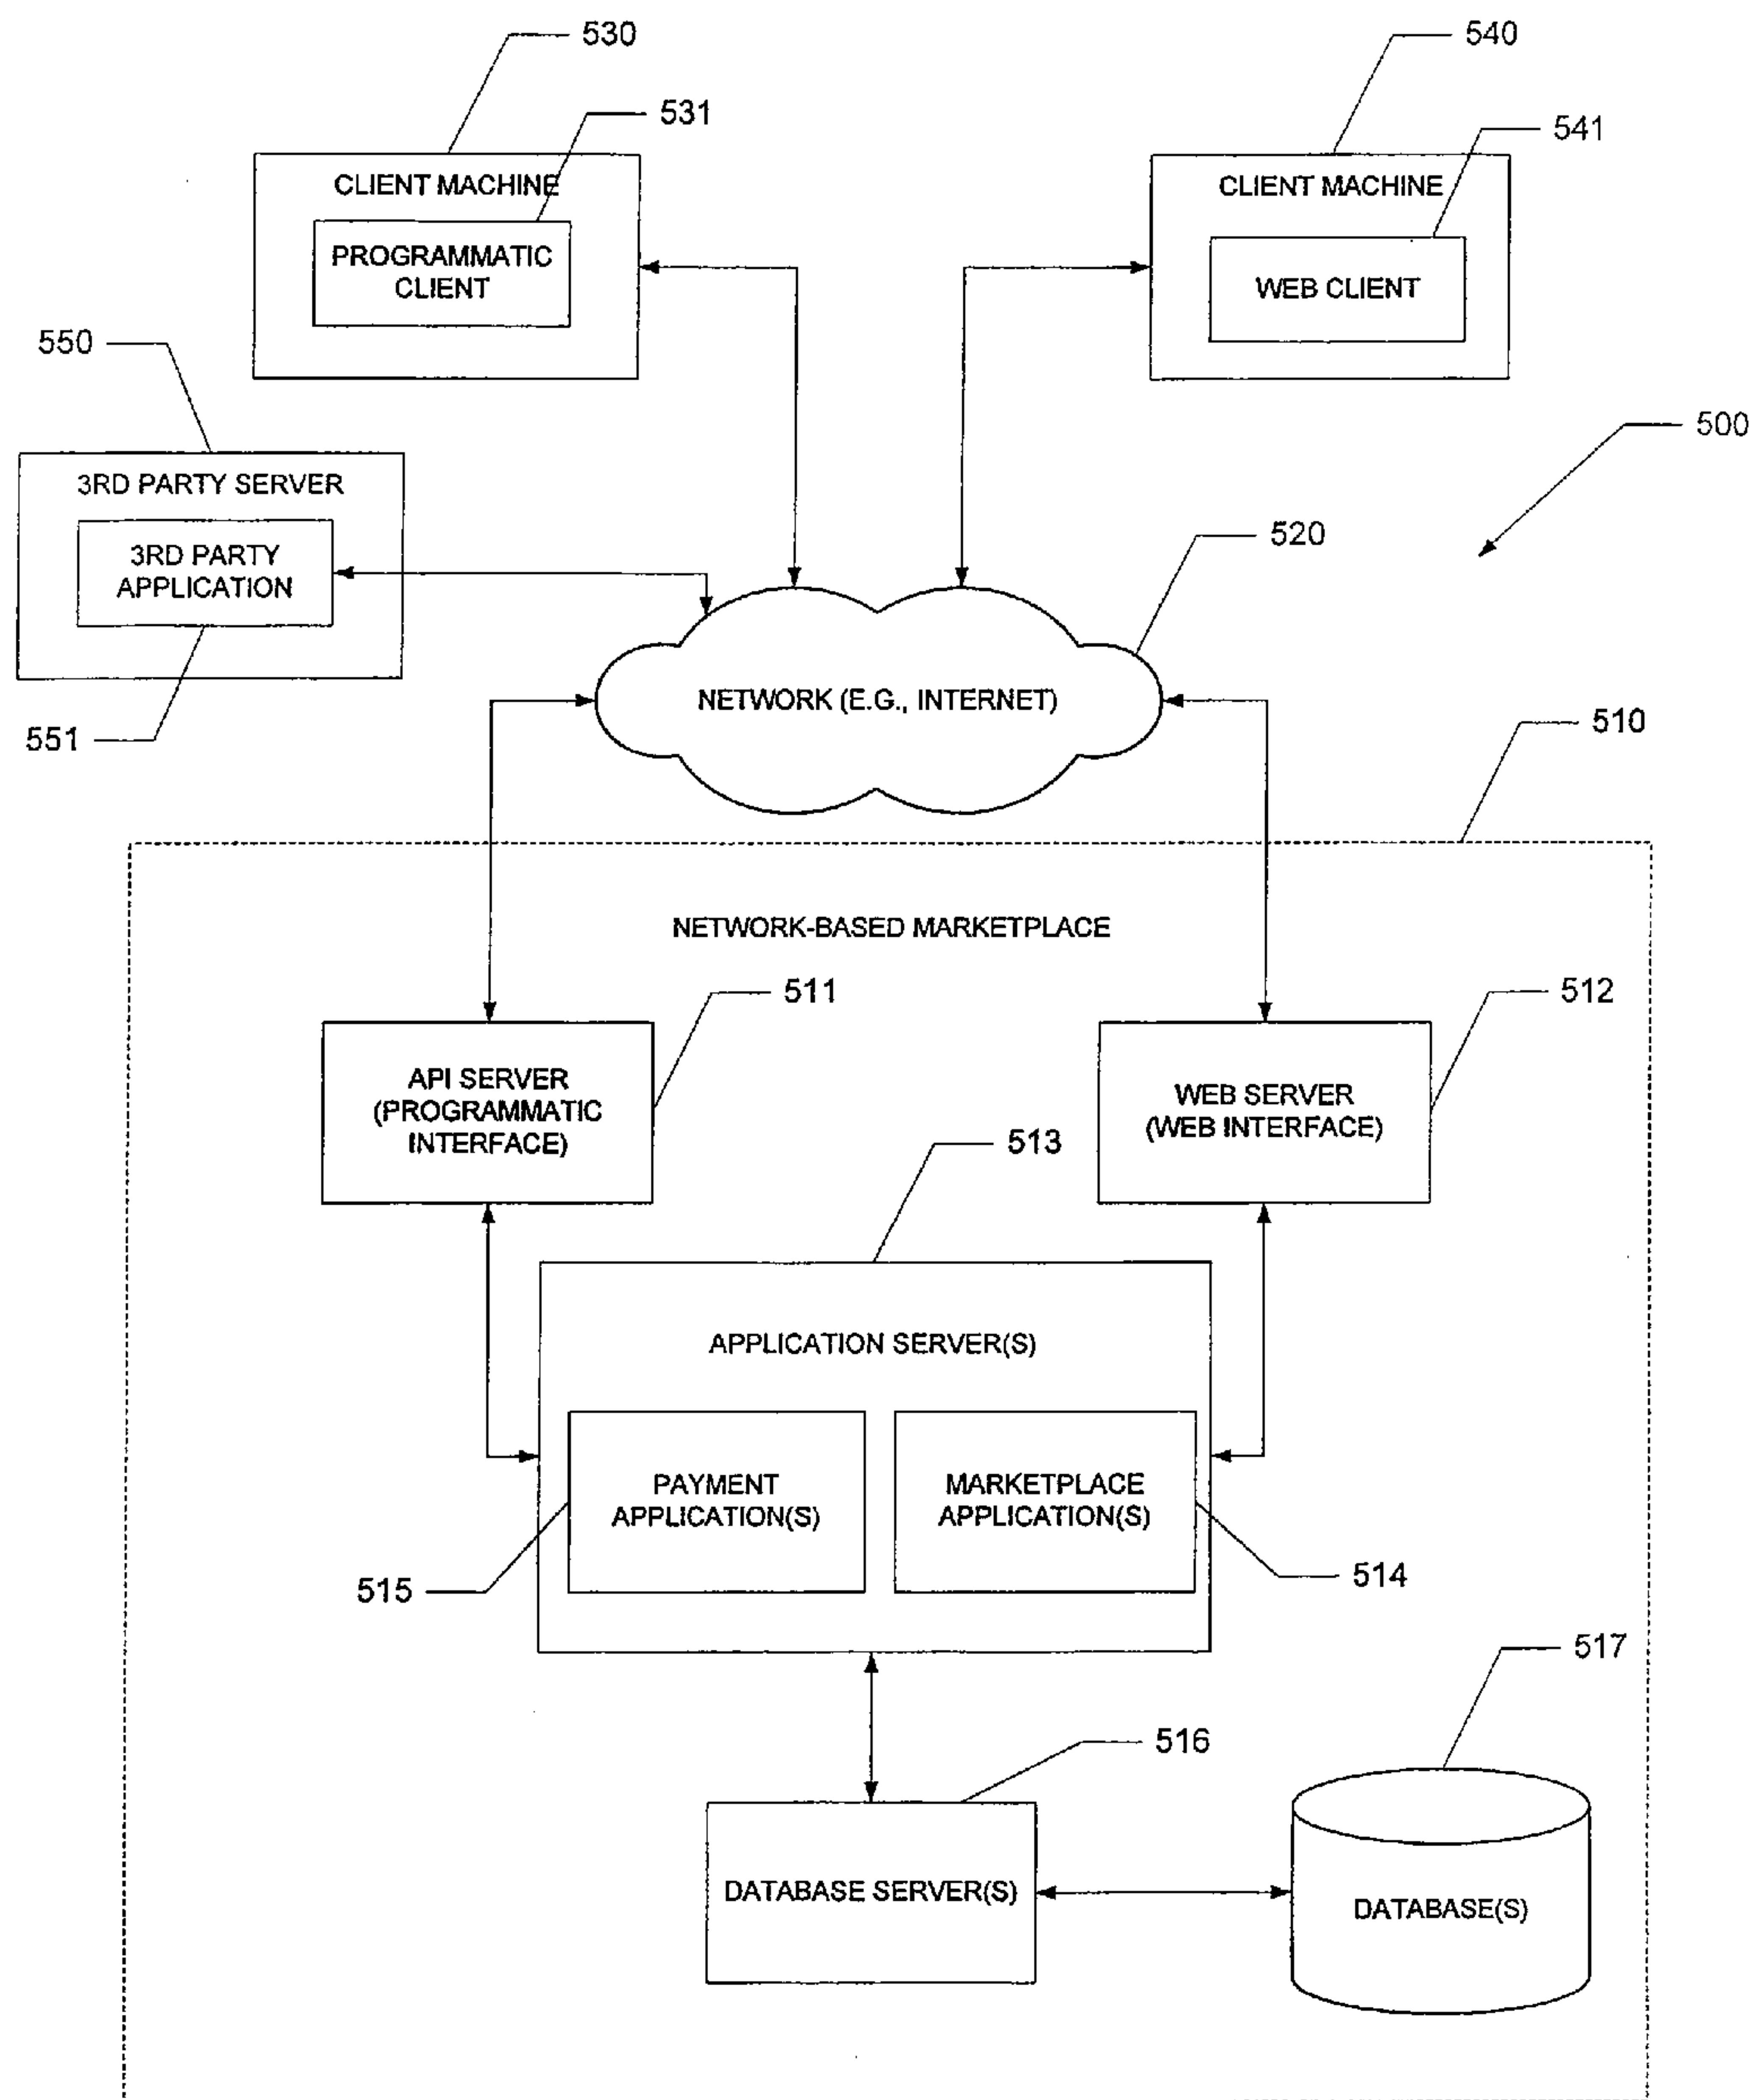 530
540
531
541
CLIENT MACHINE
CLIENT MACHINE
PROGRAMMATIC
CLIENT
WEB CLIENT
550
500
3RD PARTY SERVER
3RD PARTY
APPLICATION
520
551
NETWORK (E.G., INTERNET)
510
NETWORK-BASED MARKETPLACE
511
512
API SERVER
(PROGRAMMATIC
INTERFACE)
WEB SERVER
(WEB INTERFACE)
513
APPLICATION SERVER(S)
PAYMENT
APPLICATION(S)
MARKETPLACE
APPLICATION(S)
515
514
517
516
DATABASE SERVER(S)
DATABASE(S)